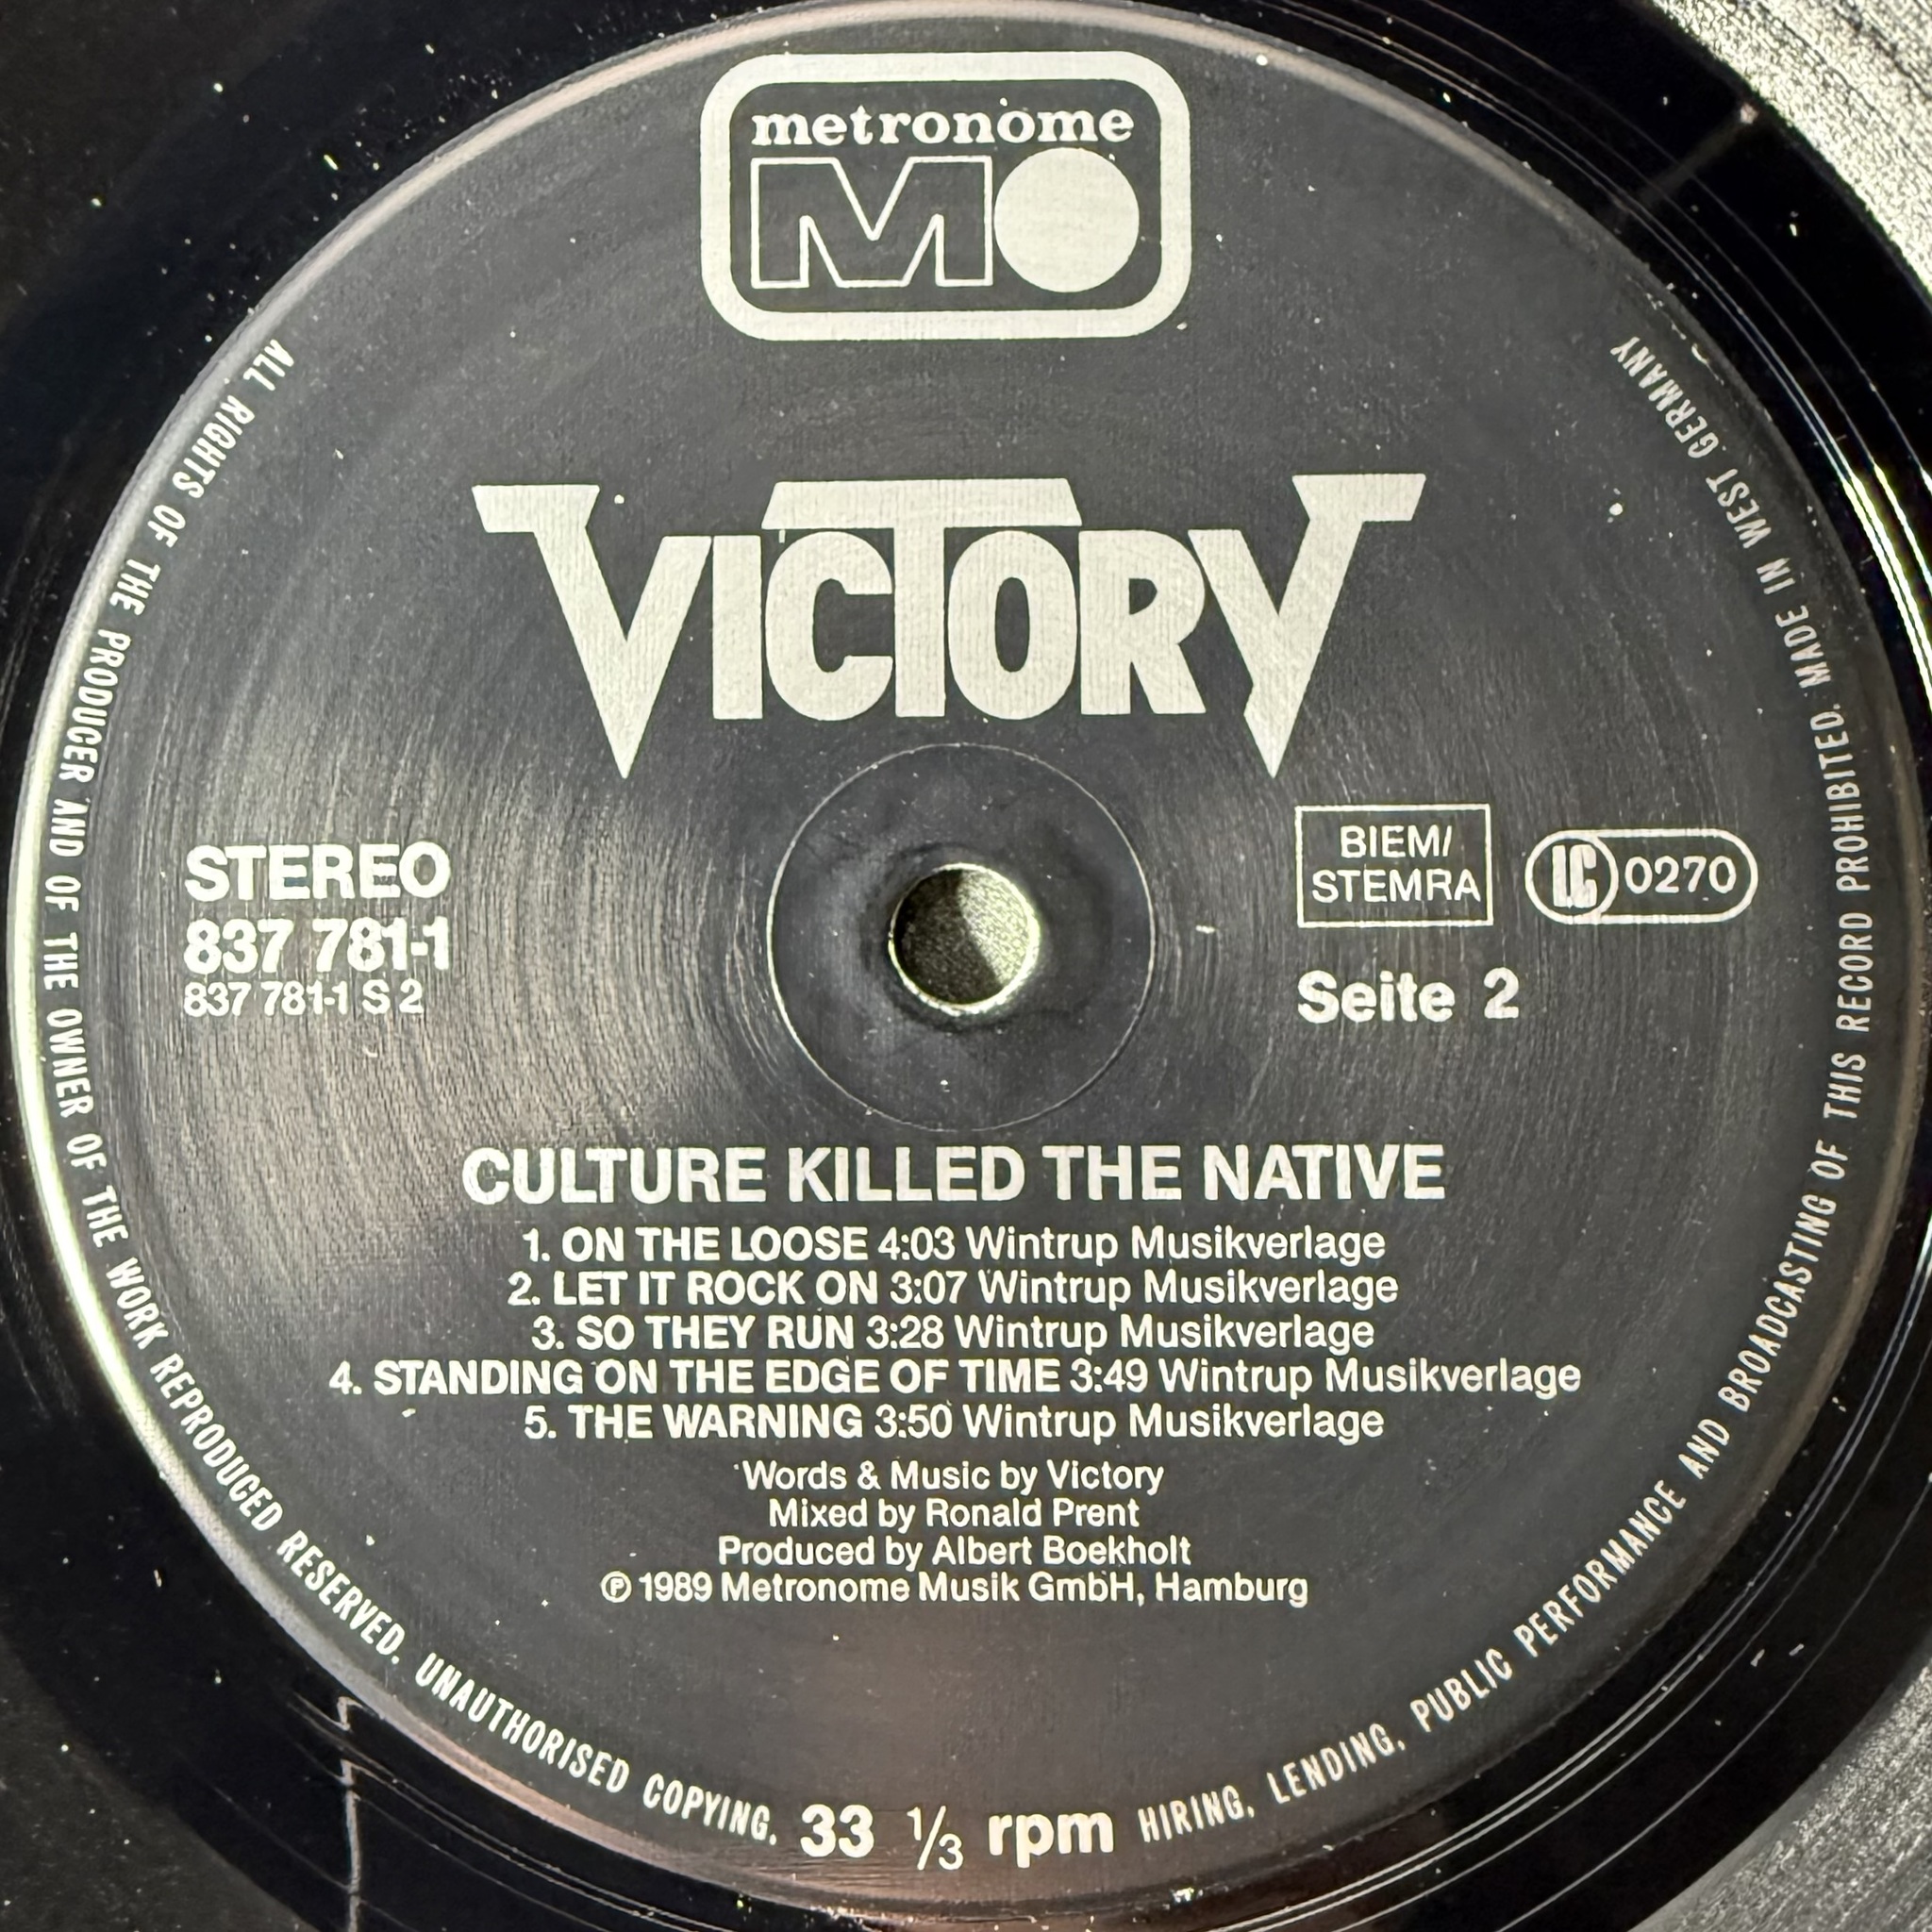 metronome
MO
VICTORY
STEREO
837 781-1
837 781-1 S 2
BIEM/
STEMRA
LC 0270
Seite 2
CULTURE KILLED THE NATIVE
1. ON THE LOOSE 4:03 Wintrup Musikverlage
2. LET IT ROCK ON 3:07 Wintrup Musikverlage
3. SO THEY RUN 3:28 Wintrup Musikverlage
4. STANDING ON THE EDGE OF TIME 3:49 Wintrup Musikverlage
5. THE WARNING 3:50 Wintrup Musikverlage
Words & Music by Victory
Mixed by Ronald Prent
Produced by Albert Boekholt
℗ 1989 Metronome Musik GmbH, Hamburg
ALL RIGHTS OF THE PRODUCER AND OF THE OWNER OF THE WORK REPRODUCED RESERVED. UNAUTHORISED COPYING, HIRING, LENDING, PUBLIC PERFORMANCE AND BROADCASTING OF THIS RECORD PROHIBITED. MADE IN WEST GERMANY
33 ⅓ rpm